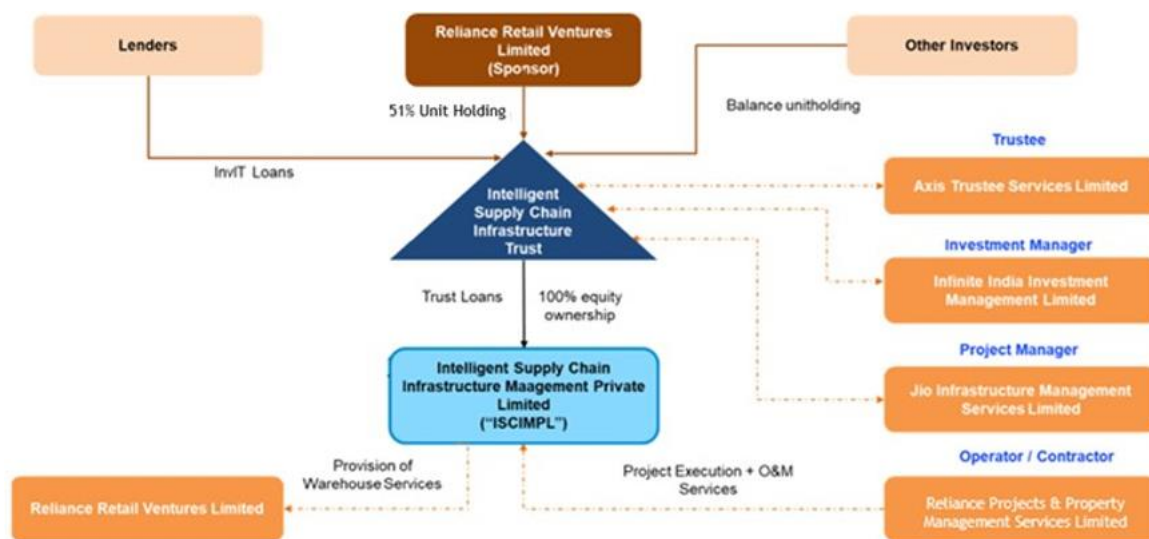 Lenders
Reliance Retail Ventures
Limited
(Sponsor)
Other Investors
51% Unit Holding
Balance unitholding
InvIT Loans
Trustee
Axis Trustee Services Limited
Intelligent
Supply Chain
Infrastructure
Trust
Investment Manager
Infinite India Investment
Management Limited
Trust Loans
100% equity
ownership
Project Manager
Jio Infrastructure Management
Services Limited
Intelligent Supply Chain
Infrastructure Maagement Private
Limited
("ISCIMPL")
Provision of
Warehouse Services
Project Execution + O&M
Services
Operator / Contractor
Reliance Retail Ventures Limited
Reliance Projects & Property
Management Services Limited